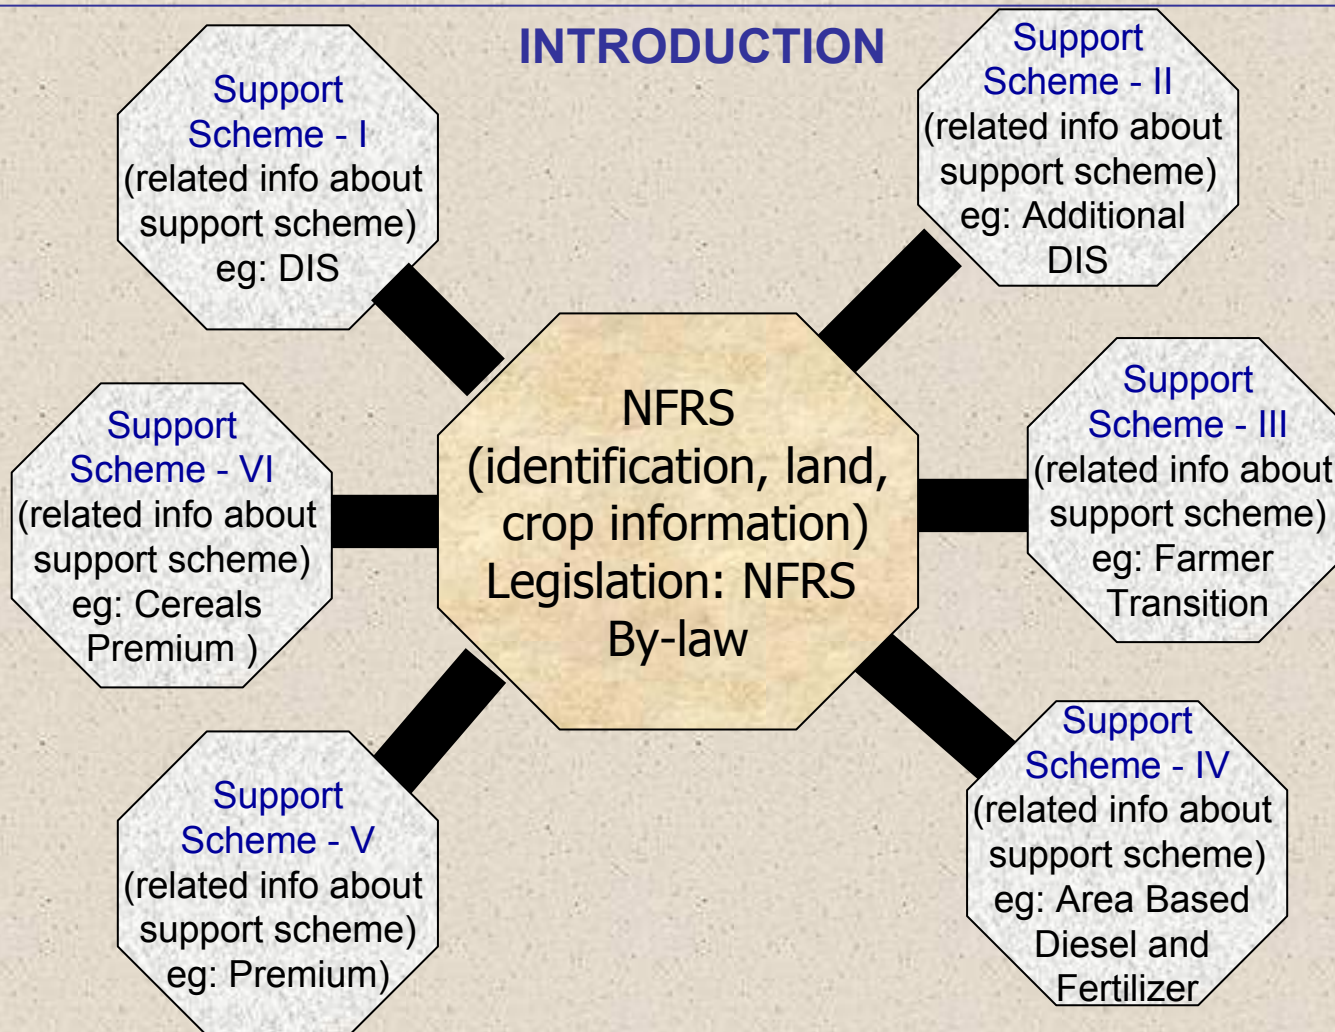 INTRODUCTION
Support
Scheme - I
(related info about
support scheme)
eg: DIS
Support
Scheme - II
(related info about
support scheme)
eg: Additional
DIS
NFRS
(identification, land,
crop information)
Legislation: NFRS
By-law
Support
Scheme - III
(related info about
support scheme)
eg: Farmer
Transition
Support
Scheme - VI
(related info about
support scheme)
eg: Cereals
Premium )
Support
Scheme - IV
(related info about
support scheme)
eg: Area Based
Diesel and
Fertilizer
Support
Scheme - V
(related info about
support scheme)
eg: Premium)